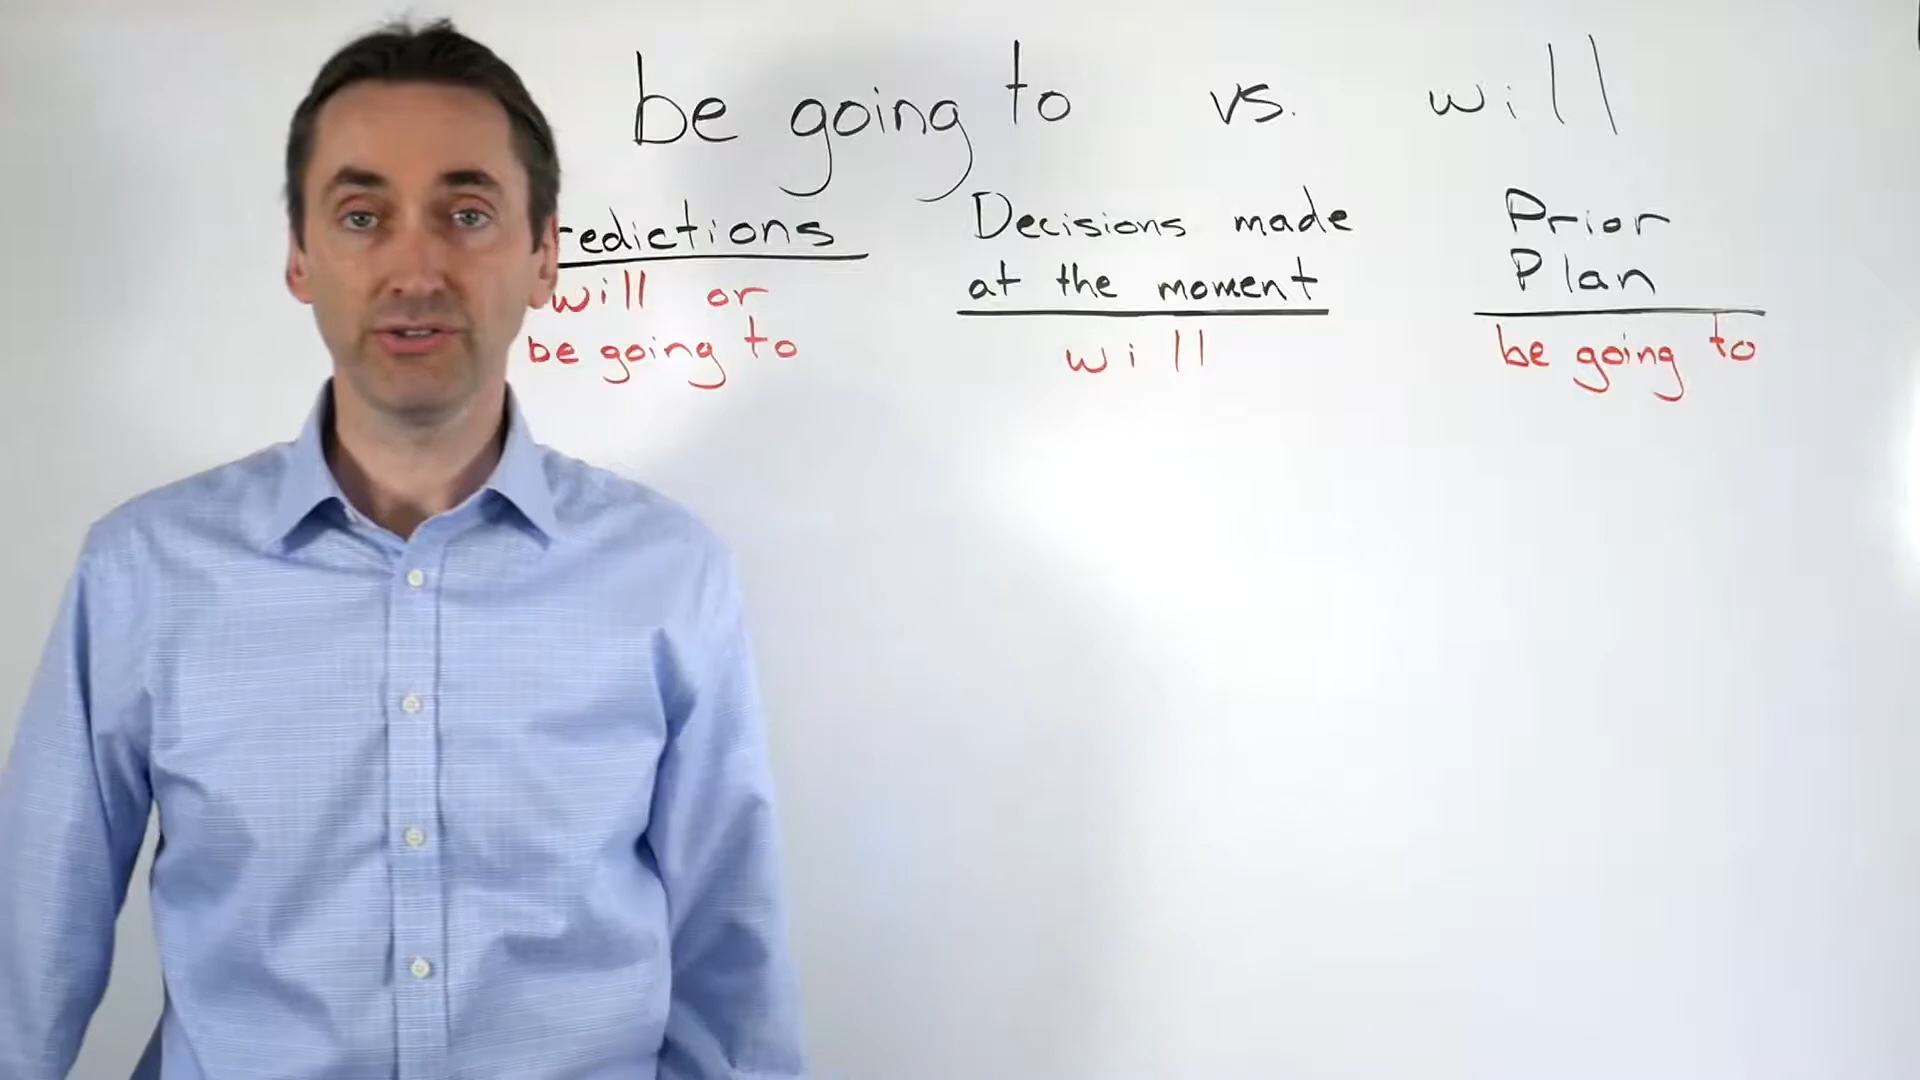 be going to vs. will
redictions
will or
be going to
Decisions made
at the moment
will
Prior
Plan
be going to